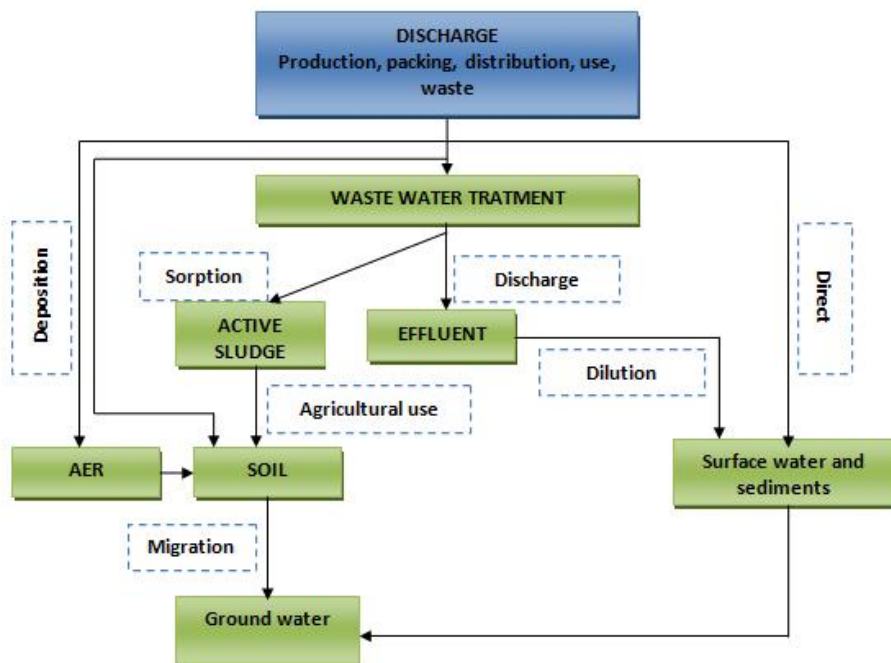 DISCHARGE
Production, packing, distribution, use,
waste
WASTE WATER TRATMENT
Deposition
Sorption
Discharge
Direct
ACTIVE
SLUDGE
EFFLUENT
Dilution
Agricultural use
AER
SOIL
Surface water and
sediments
Migration
Ground water